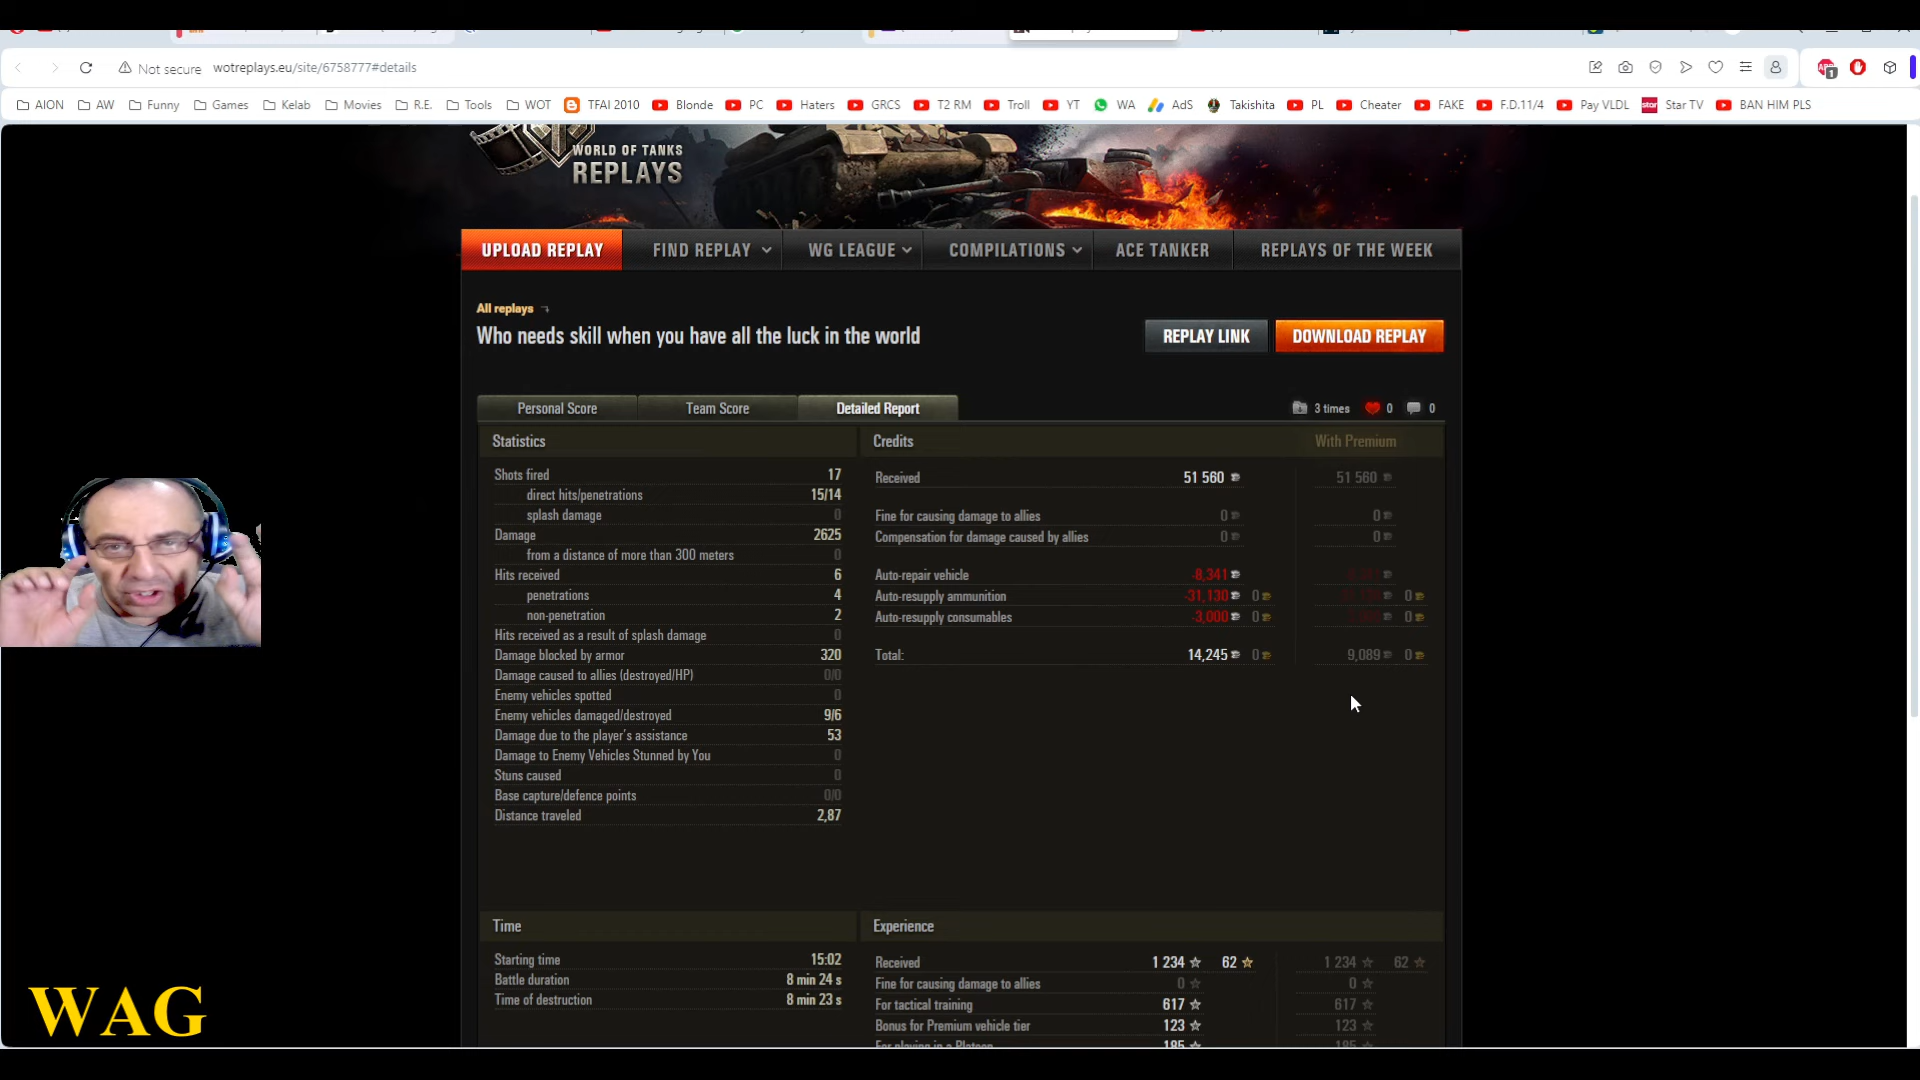 Not secure wotreplays.eu/site/6758777#details
AION AW Funny Games Kelab Movies R.E. Tools WOT TFAI 2010 Blonde PC Haters GRCS T2 RM Troll YT WA AdS Takishita PL Cheater FAKE F.D.11/4 Pay VLDL Star TV BAN HIM PLS
WORLD OF TANKS
REPLAYS
UPLOAD REPLAY FIND REPLAY WG LEAGUE COMPILATIONS ACE TANKER REPLAYS OF THE WEEK
All replays
Who needs skill when you have all the luck in the world REPLAY LINK DOWNLOAD REPLAY
Personal Score Team Score Detailed Report 3 times 0 0
Statistics
Shots fired 17
direct hits/penetrations 15/14
splash damage 0
Damage 2625
from a distance of more than 300 meters 0
Hits received 6
penetrations 4
non-penetration 2
Hits received as a result of splash damage 0
Damage blocked by armor 320
Damage caused to allies (destroyed/HP) 0/0
Enemy vehicles spotted 0
Enemy vehicles damaged/destroyed 9/6
Damage due to the player's assistance 53
Damage to Enemy Vehicles Stunned by You 0
Stuns caused 0
Base capture/defence points 0/0
Distance traveled 2,87
Credits With Premium
Received 51 560 51 560
Fine for causing damage to allies 0 0
Compensation for damage caused by allies 0 0
Auto-repair vehicle -8,341
Auto-resupply ammunition -31,130 0 0
Auto-resupply consumables -3,000 0 0
Total: 14,245 0 9,089 0
Time
Starting time 15:02
Battle duration 8 min 24 s
Time of destruction 8 min 23 s
Experience
Received 1 234 62 1 234 62
Fine for causing damage to allies 0 0
For tactical training 617 617
Bonus for Premium vehicle tier 123 123
For playing in a Platoon 185 185
WAG